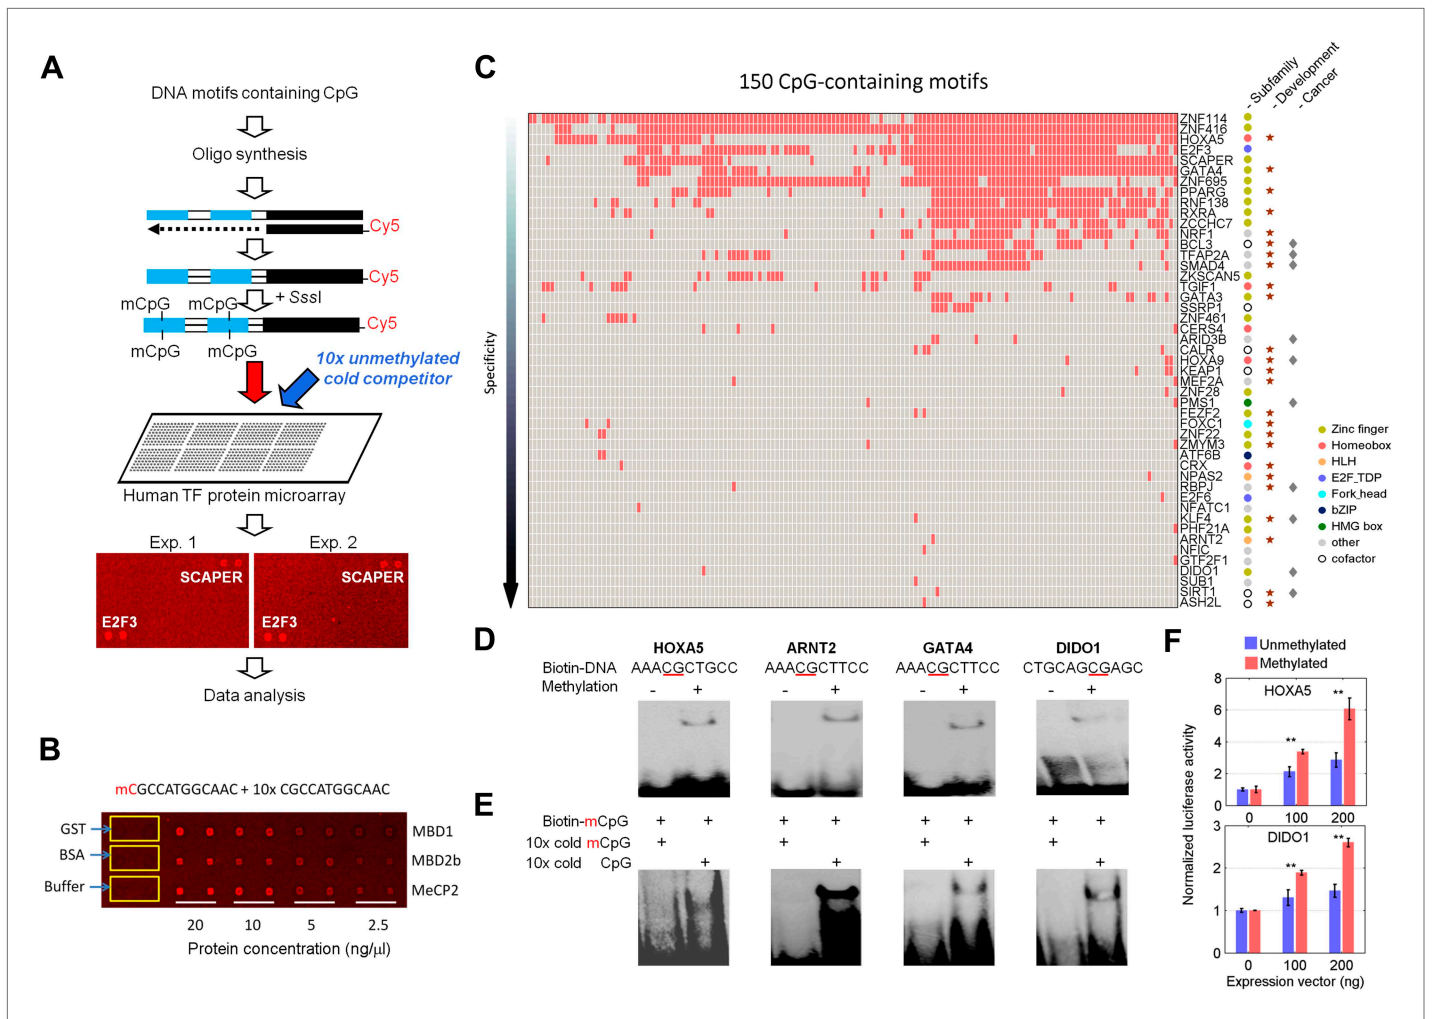 A
DNA motifs containing CpG
Oligo synthesis
Cy5
Cy5
+ SssI
mCpG mCpG
Cy5
mCpG mCpG
10x unmethylated
cold competitor
Human TF protein microarray
Exp. 1 Exp. 2
SCAPER SCAPER
E2F3 E2F3
Data analysis
B
mCGCCATGGCAAC + 10x CGCCATGGCAAC
GST MBD1
BSA MBD2b
Buffer MeCP2
20 10 5 2.5
Protein concentration (ng/µl)
C
150 CpG-containing motifs
- Subfamily
- Development
- Cancer
Specificity
ZNF114
ZNF416
HOXA5
E2F3
SCAPER
GATA4
ZNF695
PPARG
RNF138
RXRA
ZCCHC7
NRF1
BCL3
TFAP2A
SMAD4
ZKSCAN5
TGIF1
GATA3
SSRP1
ZNF461
CERS4
ARID3B
CALR
HOXA9
KEAP1
MEF2A
ZNF28
PMS1
FEZF2
FOXC1
ZNF22
ZMYM3
ATF6B
CRX
NPAS2
RBPJ
E2F6
NFATC1
KLF4
PHF21A
ARNT2
NFIC
GTF2F1
DIDO1
SUB1
SIRT1
ASH2L
Zinc finger
Homeobox
HLH
E2F_TDP
Fork_head
bZIP
HMG box
other
cofactor
D
HOXA5 ARNT2 GATA4 DIDO1
Biotin-DNA AAACGCTGCC AAACGCTTCC AAACGCTTCC CTGCAGCGAGC
Methylation - + - + - + - +
E
Biotin-mCpG + + + + + + + +
10x cold mCpG + + + +
10x cold CpG + + + +
F
Unmethylated
Methylated
Normalized luciferase activity
8
HOXA5
**
6
4
**
2
0
0 100 200
3
DIDO1
**
**
2
1
0
0 100 200
Expression vector (ng)